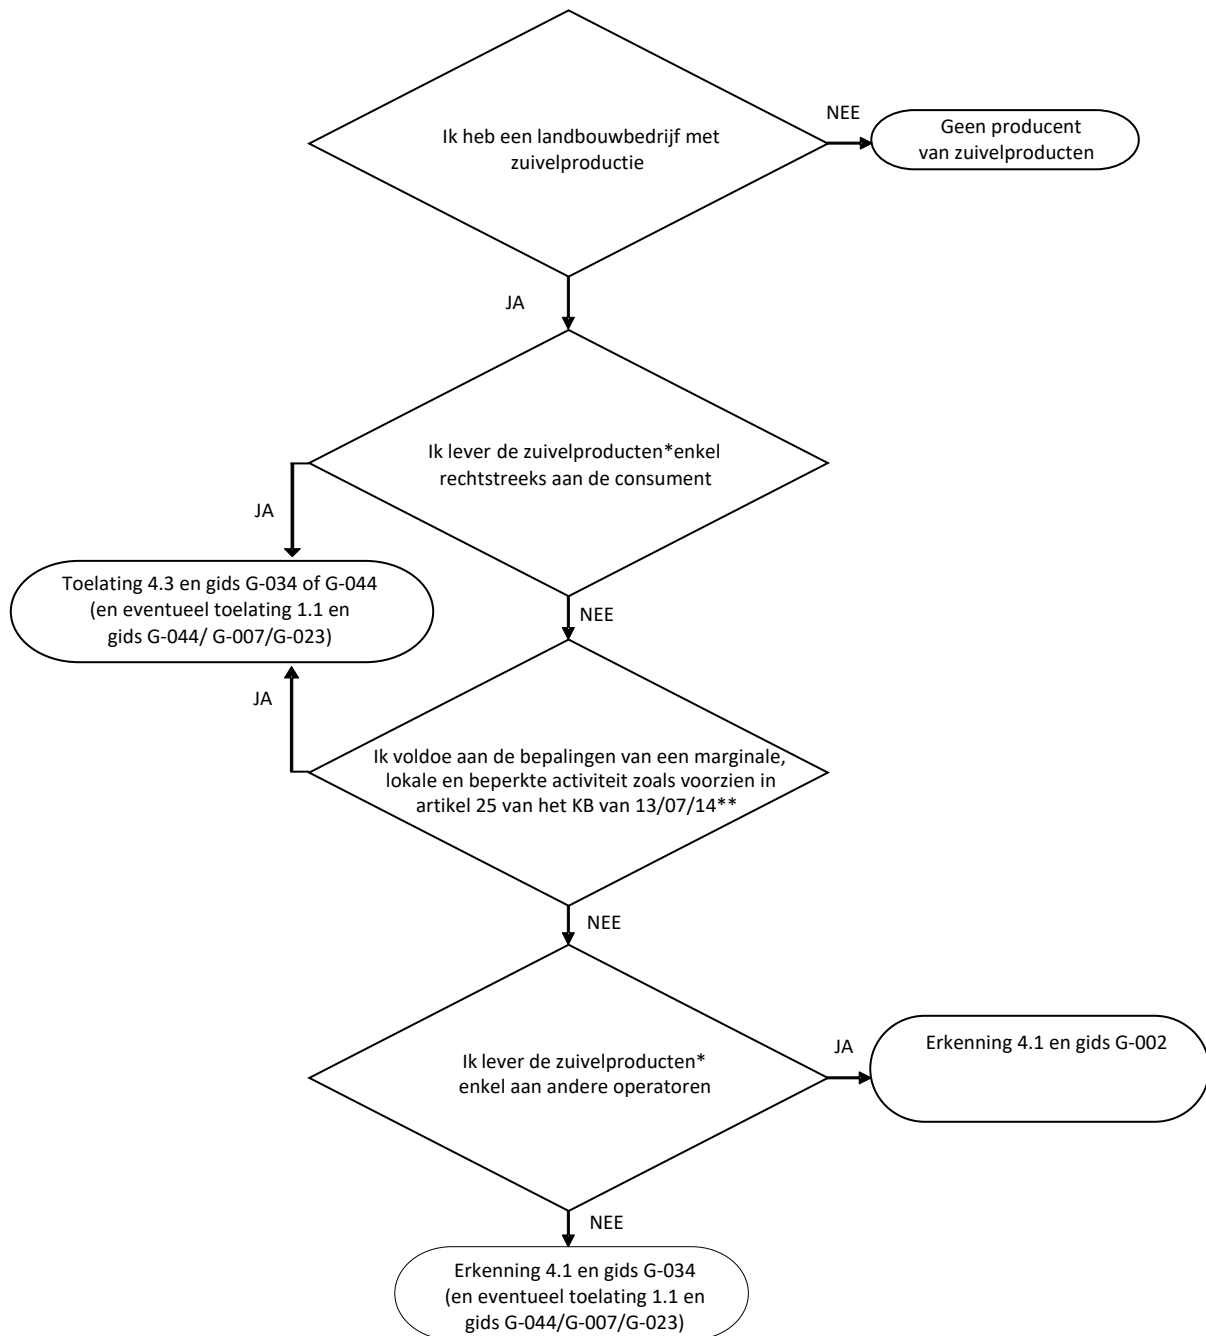 Ik heb een landbouwbedrijf met
zuivelproductie
NEE
Geen producent
van zuivelproducten
JA
Ik lever de zuivelproducten*enkel
rechtstreeks aan de consument
JA
Toelating 4.3 en gids G-034 of G-044
(en eventueel toelating 1.1 en
gids G-044/ G-007/G-023)
NEE
JA
Ik voldoe aan de bepalingen van een marginale,
lokale en beperkte activiteit zoals voorzien in
artikel 25 van het KB van 13/07/14**
NEE
Ik lever de zuivelproducten*
enkel aan andere operatoren
JA
Erkenning 4.1 en gids G-002
NEE
Erkenning 4.1 en gids G-034
(en eventueel toelating 1.1 en
gids G-044/G-007/G-023)